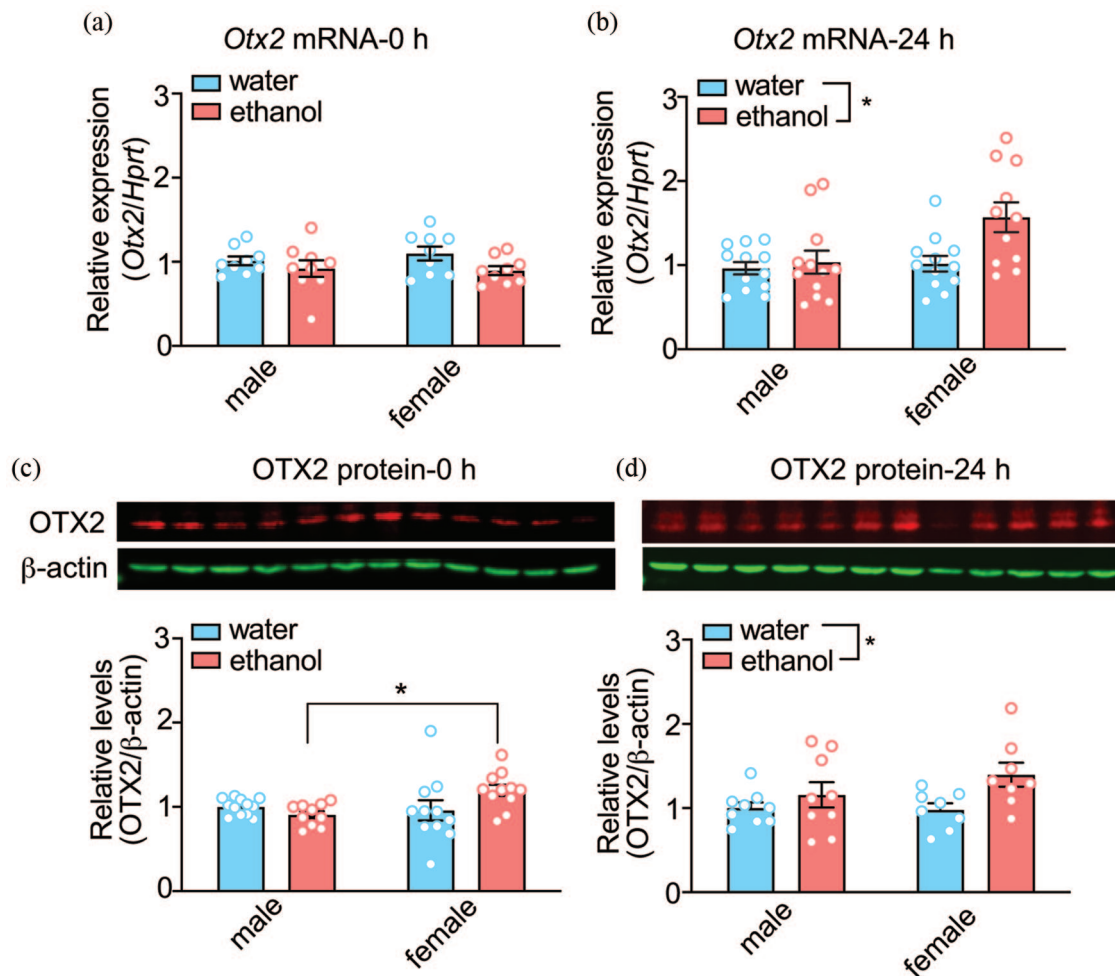 (a)
Otx2 mRNA-0 h
water
ethanol
Relative expression
(Otx2/Hprt)
3
2
1
0
male
female
(b)
Otx2 mRNA-24 h
water
ethanol
*
Relative expression
(Otx2/Hprt)
3
2
1
0
male
female
(c)
OTX2 protein-0 h
OTX2
β-actin
water
ethanol
*
Relative levels
(OTX2/β-actin)
3
2
1
0
male
female
(d)
OTX2 protein-24 h
water
ethanol
*
Relative levels
(OTX2/β-actin)
3
2
1
0
male
female